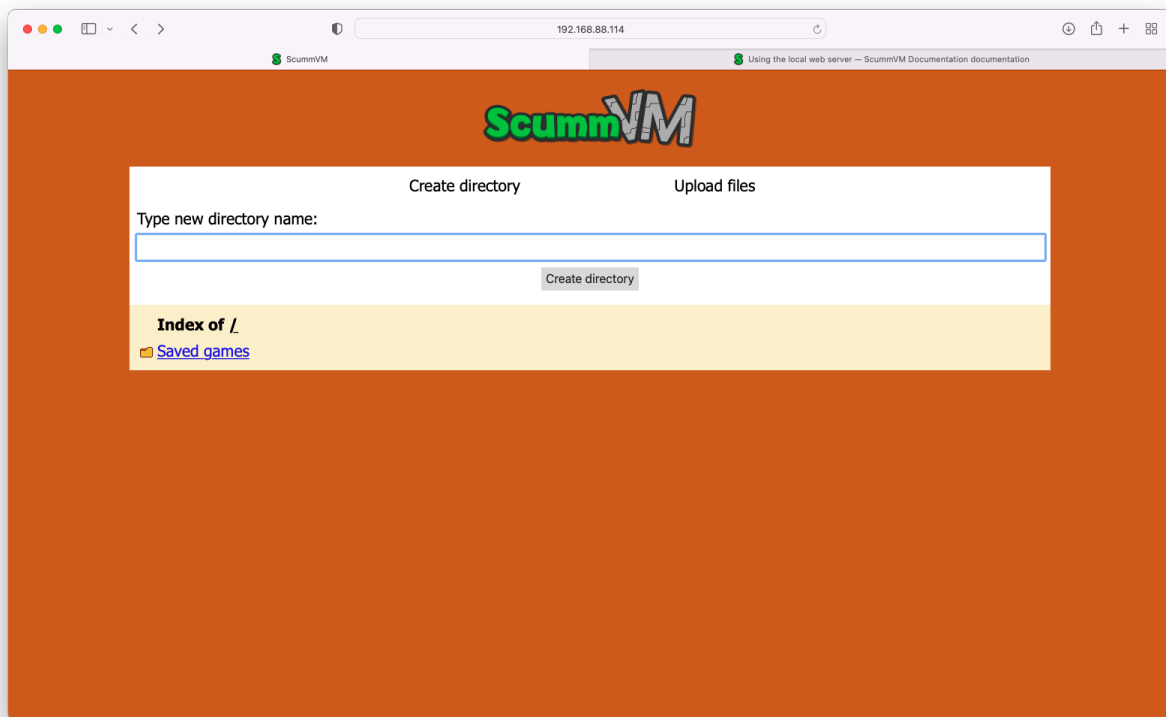 192.168.88.114
ScummVM
Using the local web server — ScummVM Documentation documentation
ScummVM
Create directory Upload files
Type new directory name:
Create directory
Index of /
Saved games